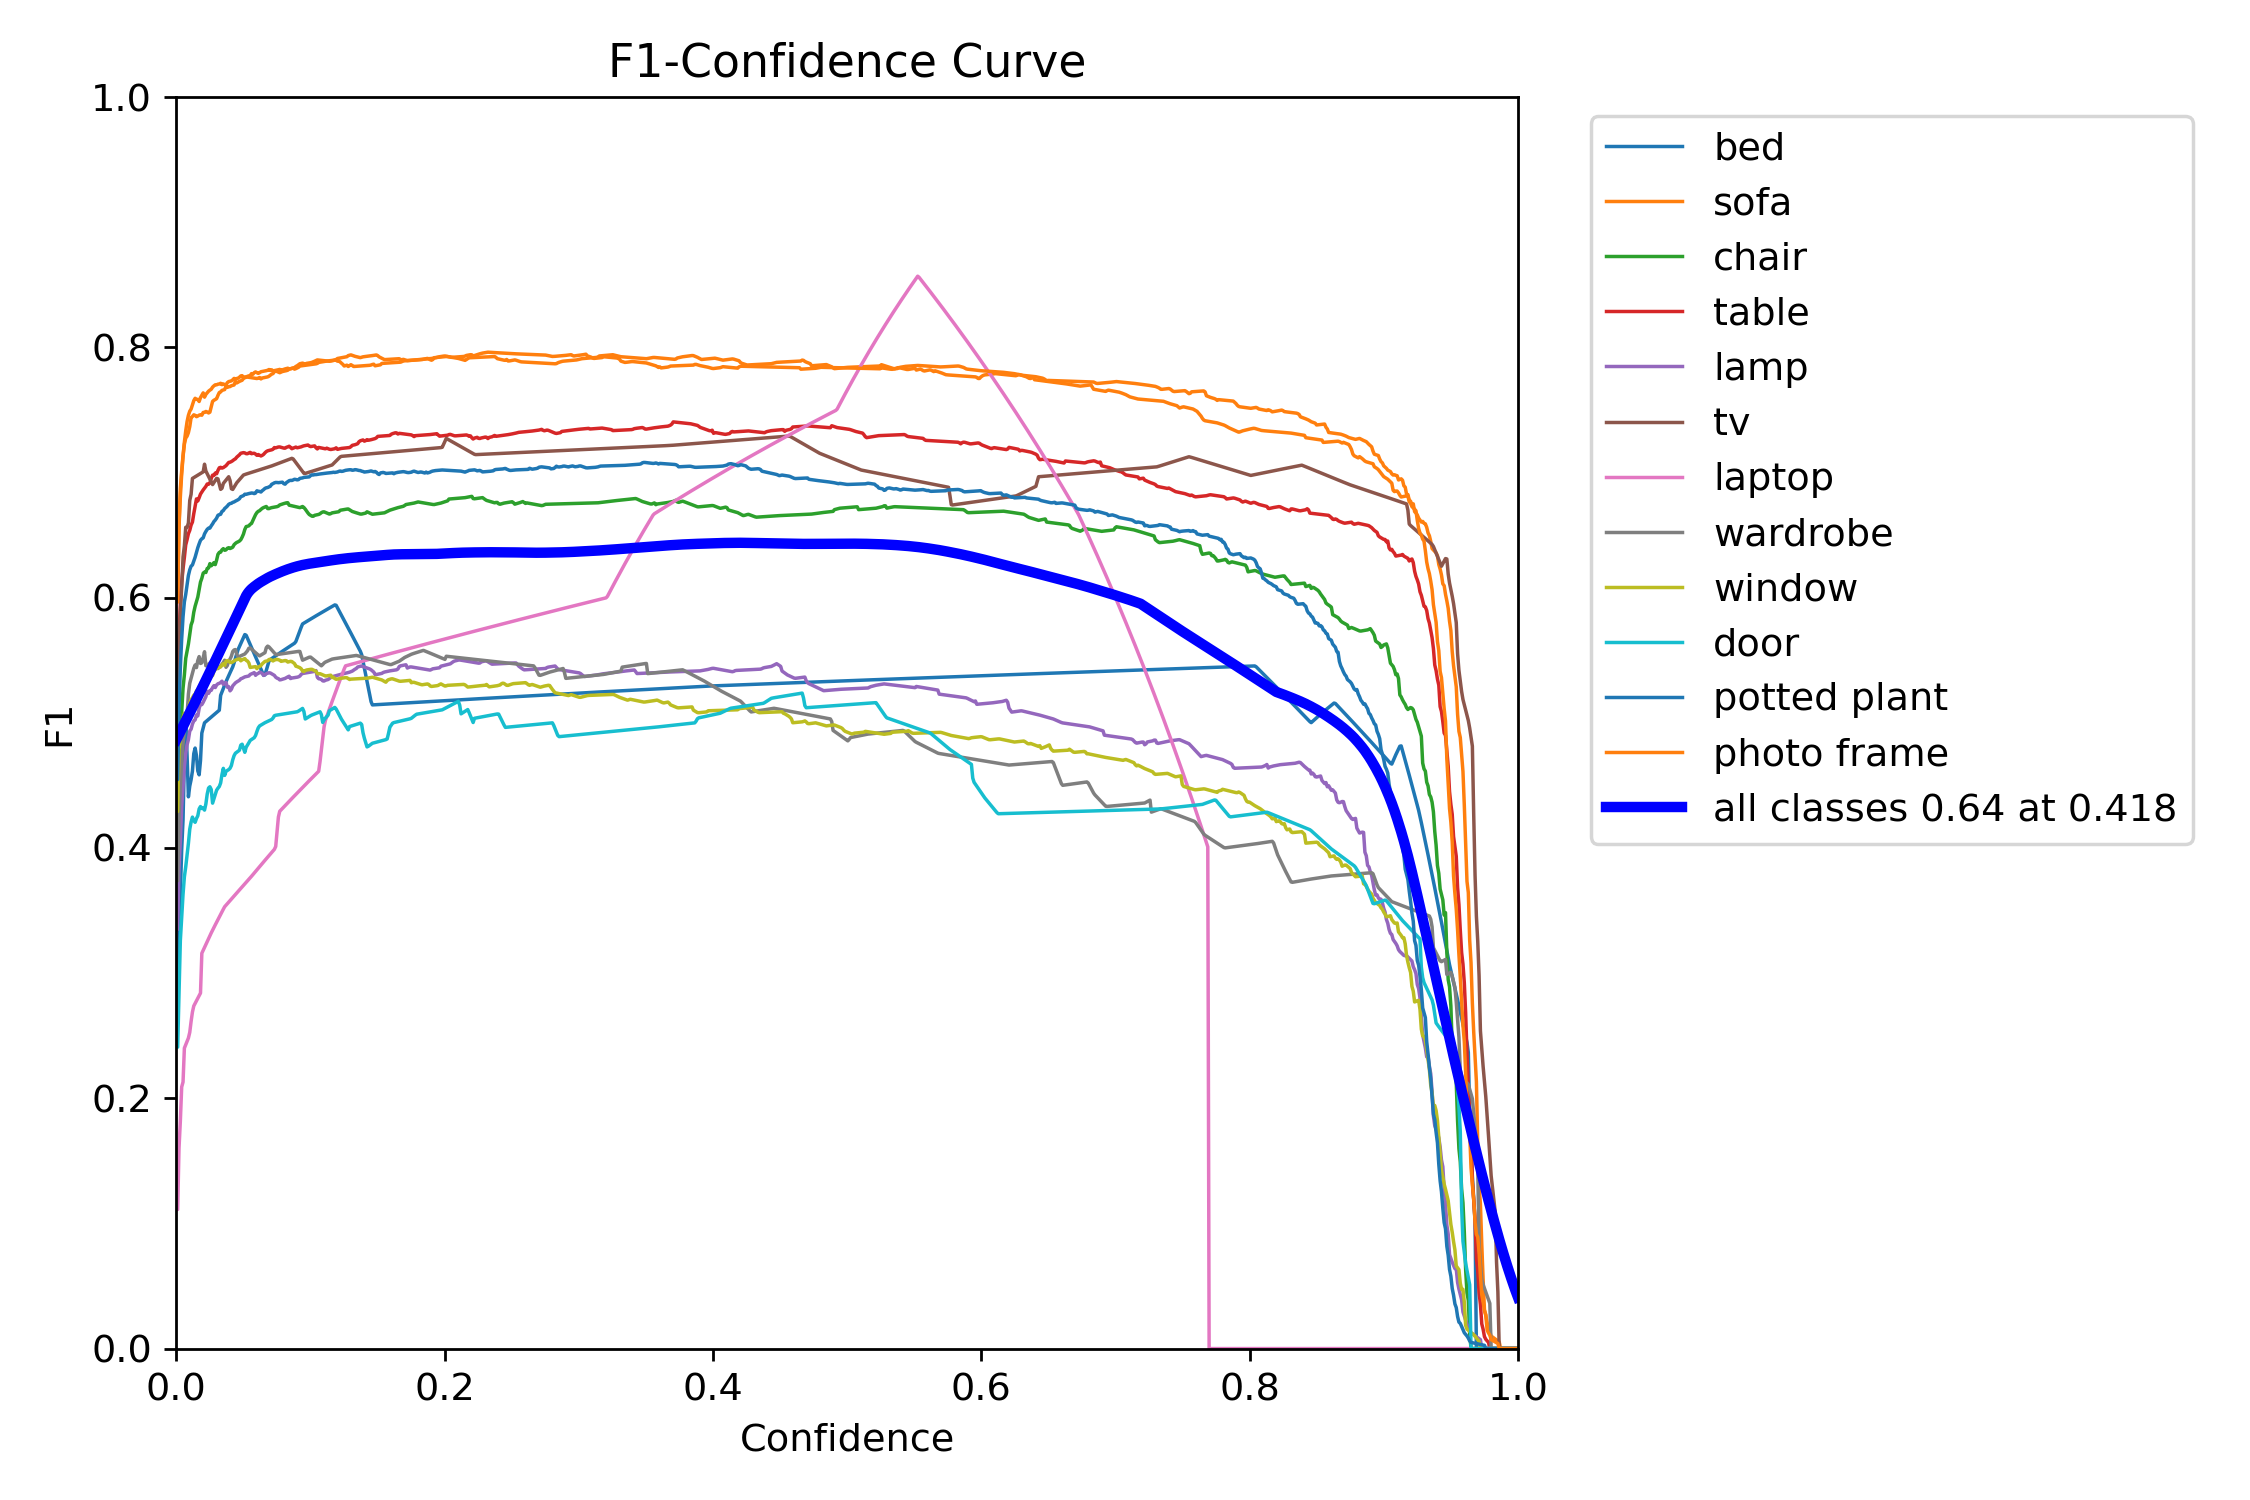 F1-Confidence Curve
1.0
0.8
0.6
0.4
0.2
0.0
F1
0.0 0.2 0.4 0.6 0.8 1.0
Confidence
bed
sofa
chair
table
lamp
tv
laptop
wardrobe
window
door
potted plant
photo frame
all classes 0.64 at 0.418